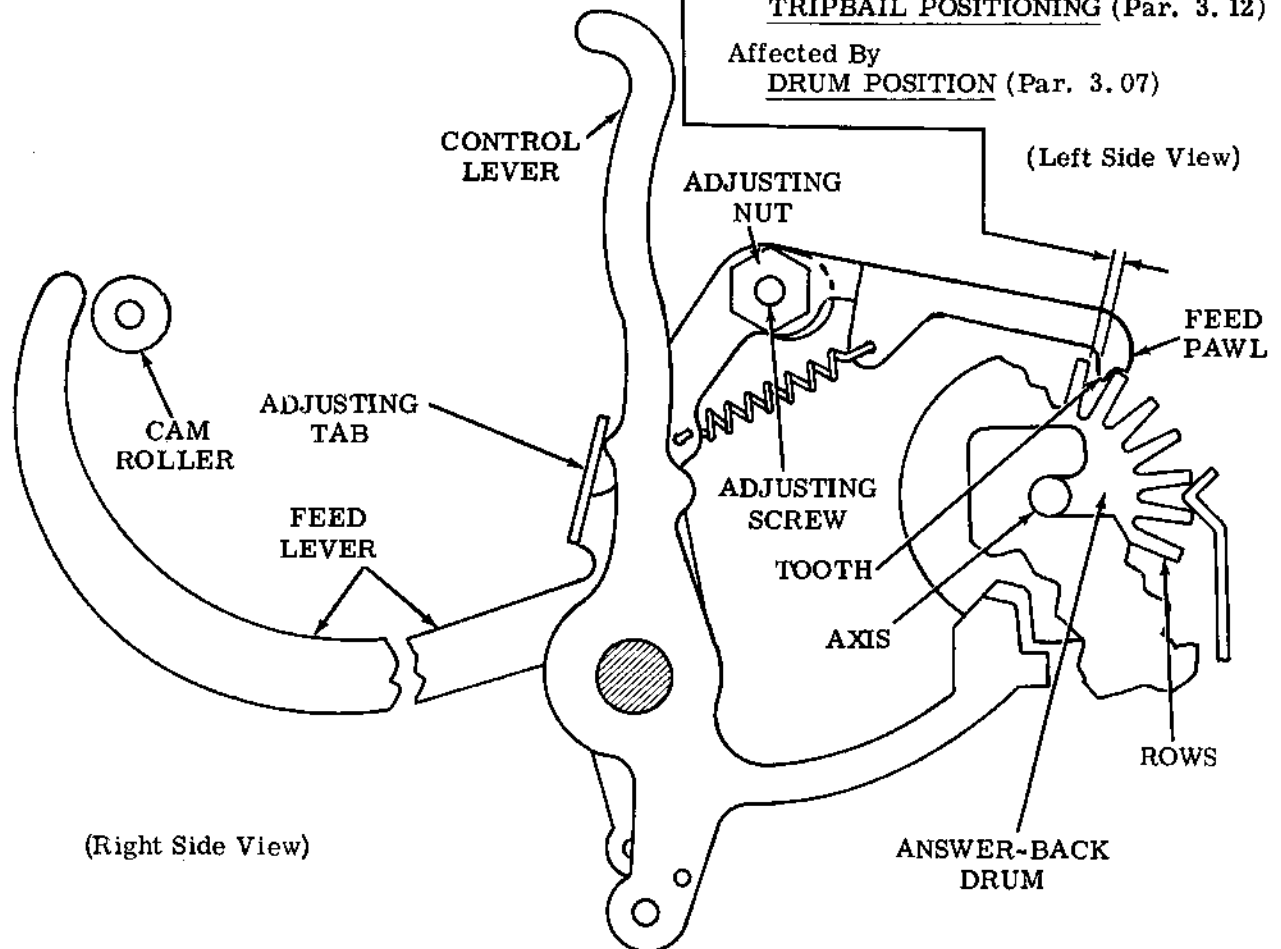 TRIPBAIL POSITIONING (Par. 3.12)
Affected By
DRUM POSITION (Par. 3.07)
(Left Side View)
CONTROL
LEVER
ADJUSTING
NUT
FEED
PAWL
CAM
ROLLER
ADJUSTING
TAB
FEED
LEVER
ADJUSTING
SCREW
TOOTH
AXIS
ROWS
(Right Side View)
ANSWER-BACK
DRUM